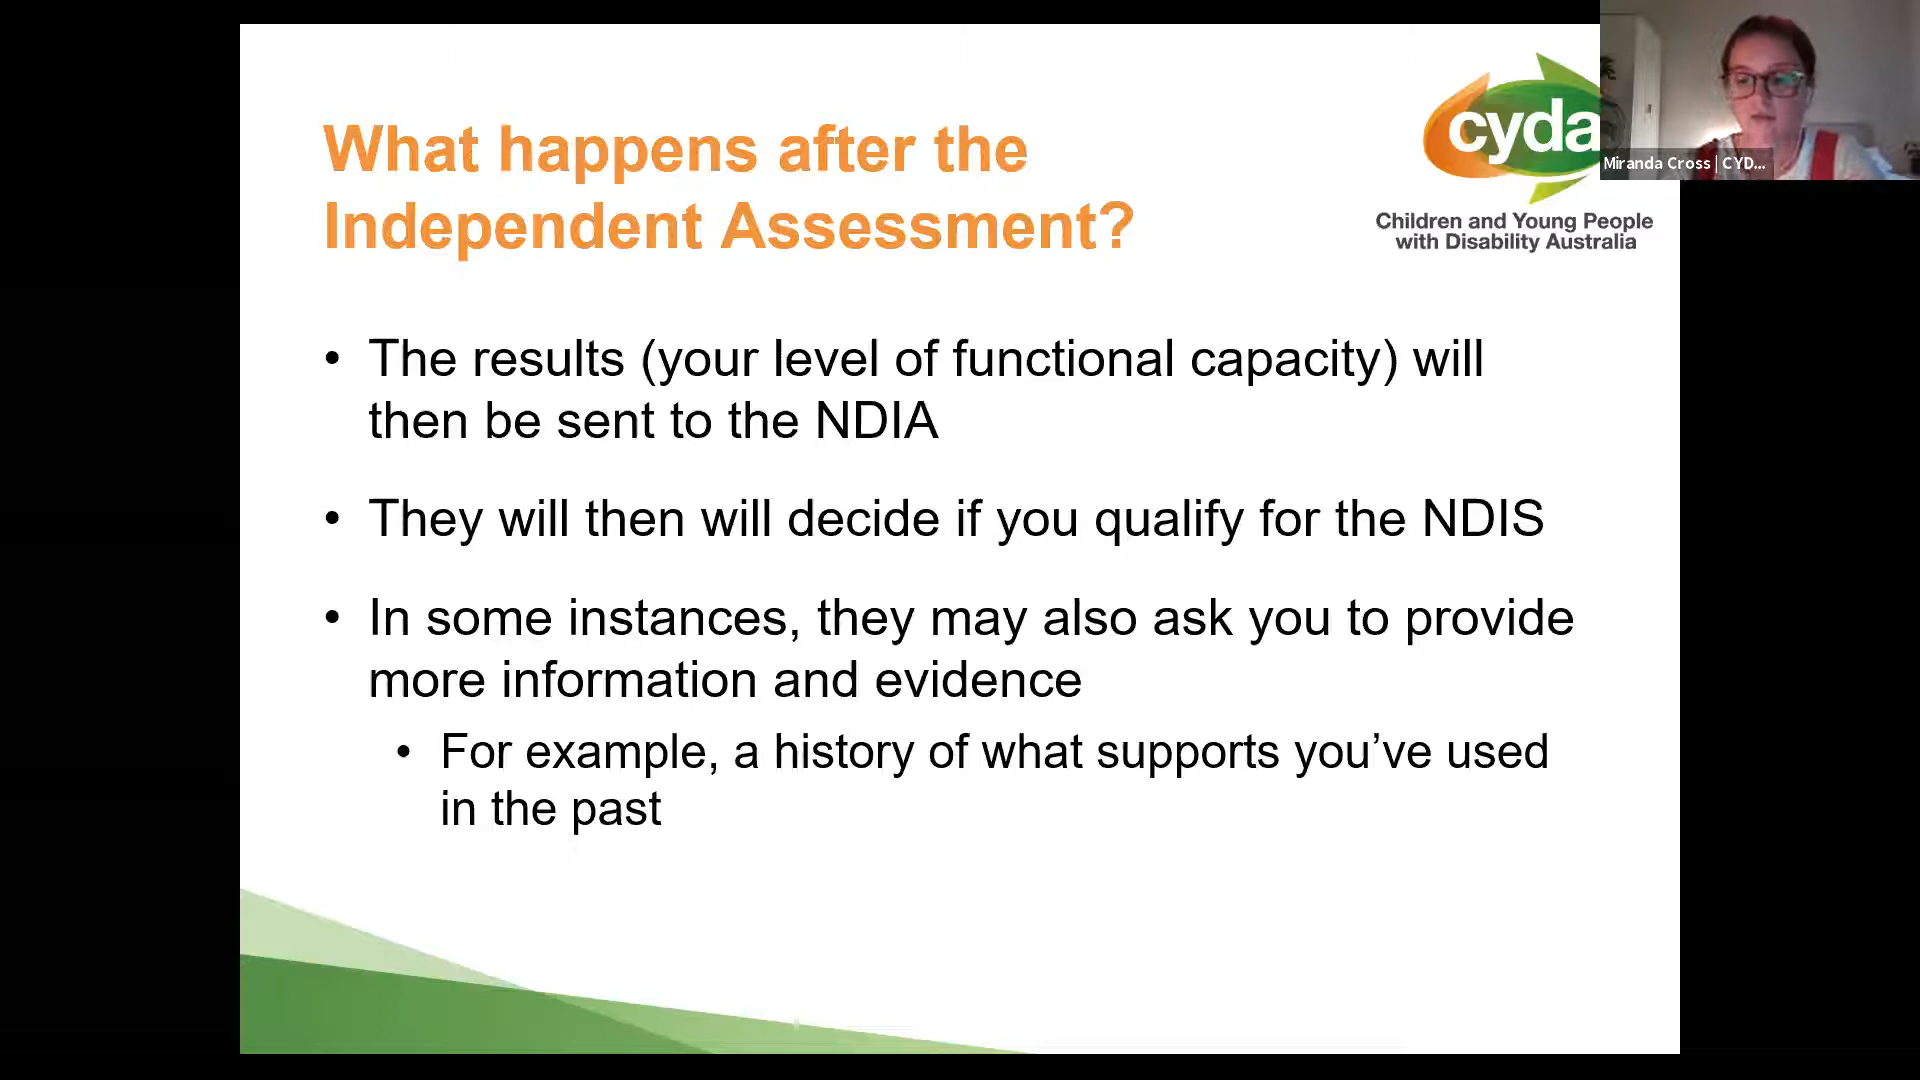 What happens after the
Independent Assessment?
cyda
Children and Young People
with Disability Australia
Miranda Cross | CYD...
• The results (your level of functional capacity) will
then be sent to the NDIA
• They will then will decide if you qualify for the NDIS
• In some instances, they may also ask you to provide
more information and evidence
• For example, a history of what supports you’ve used
in the past